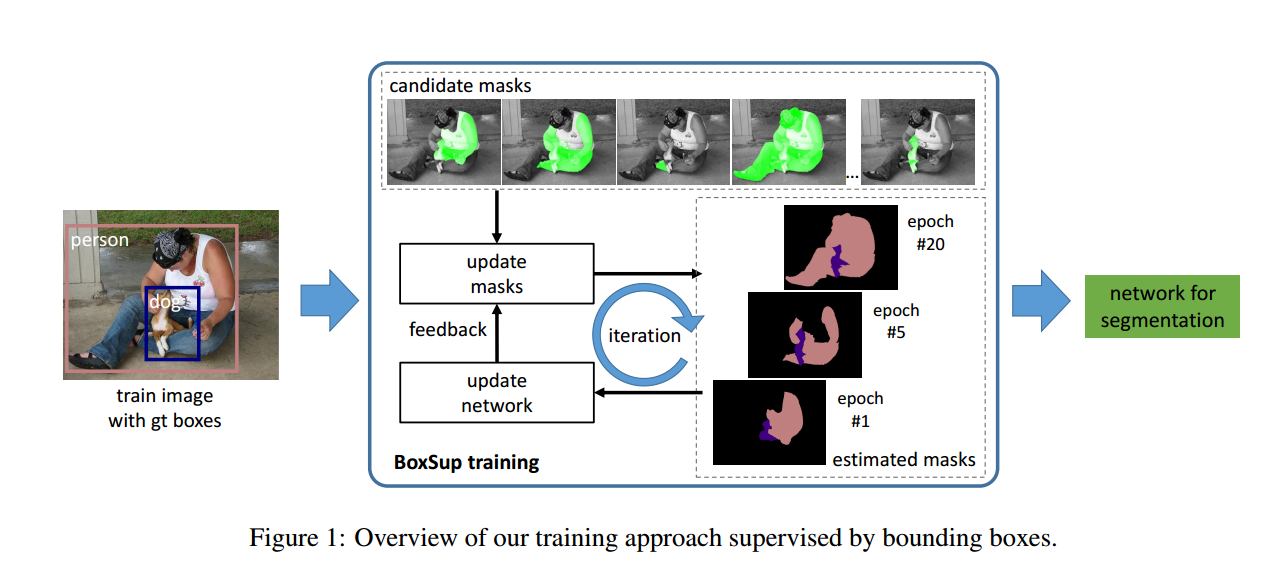 candidate masks
...
person
dog
train image
with gt boxes
update
masks
feedback
iteration
update
network
BoxSup training
epoch
#20
epoch
#5
epoch
#1
estimated masks
network for
segmentation
Figure 1: Overview of our training approach supervised by bounding boxes.